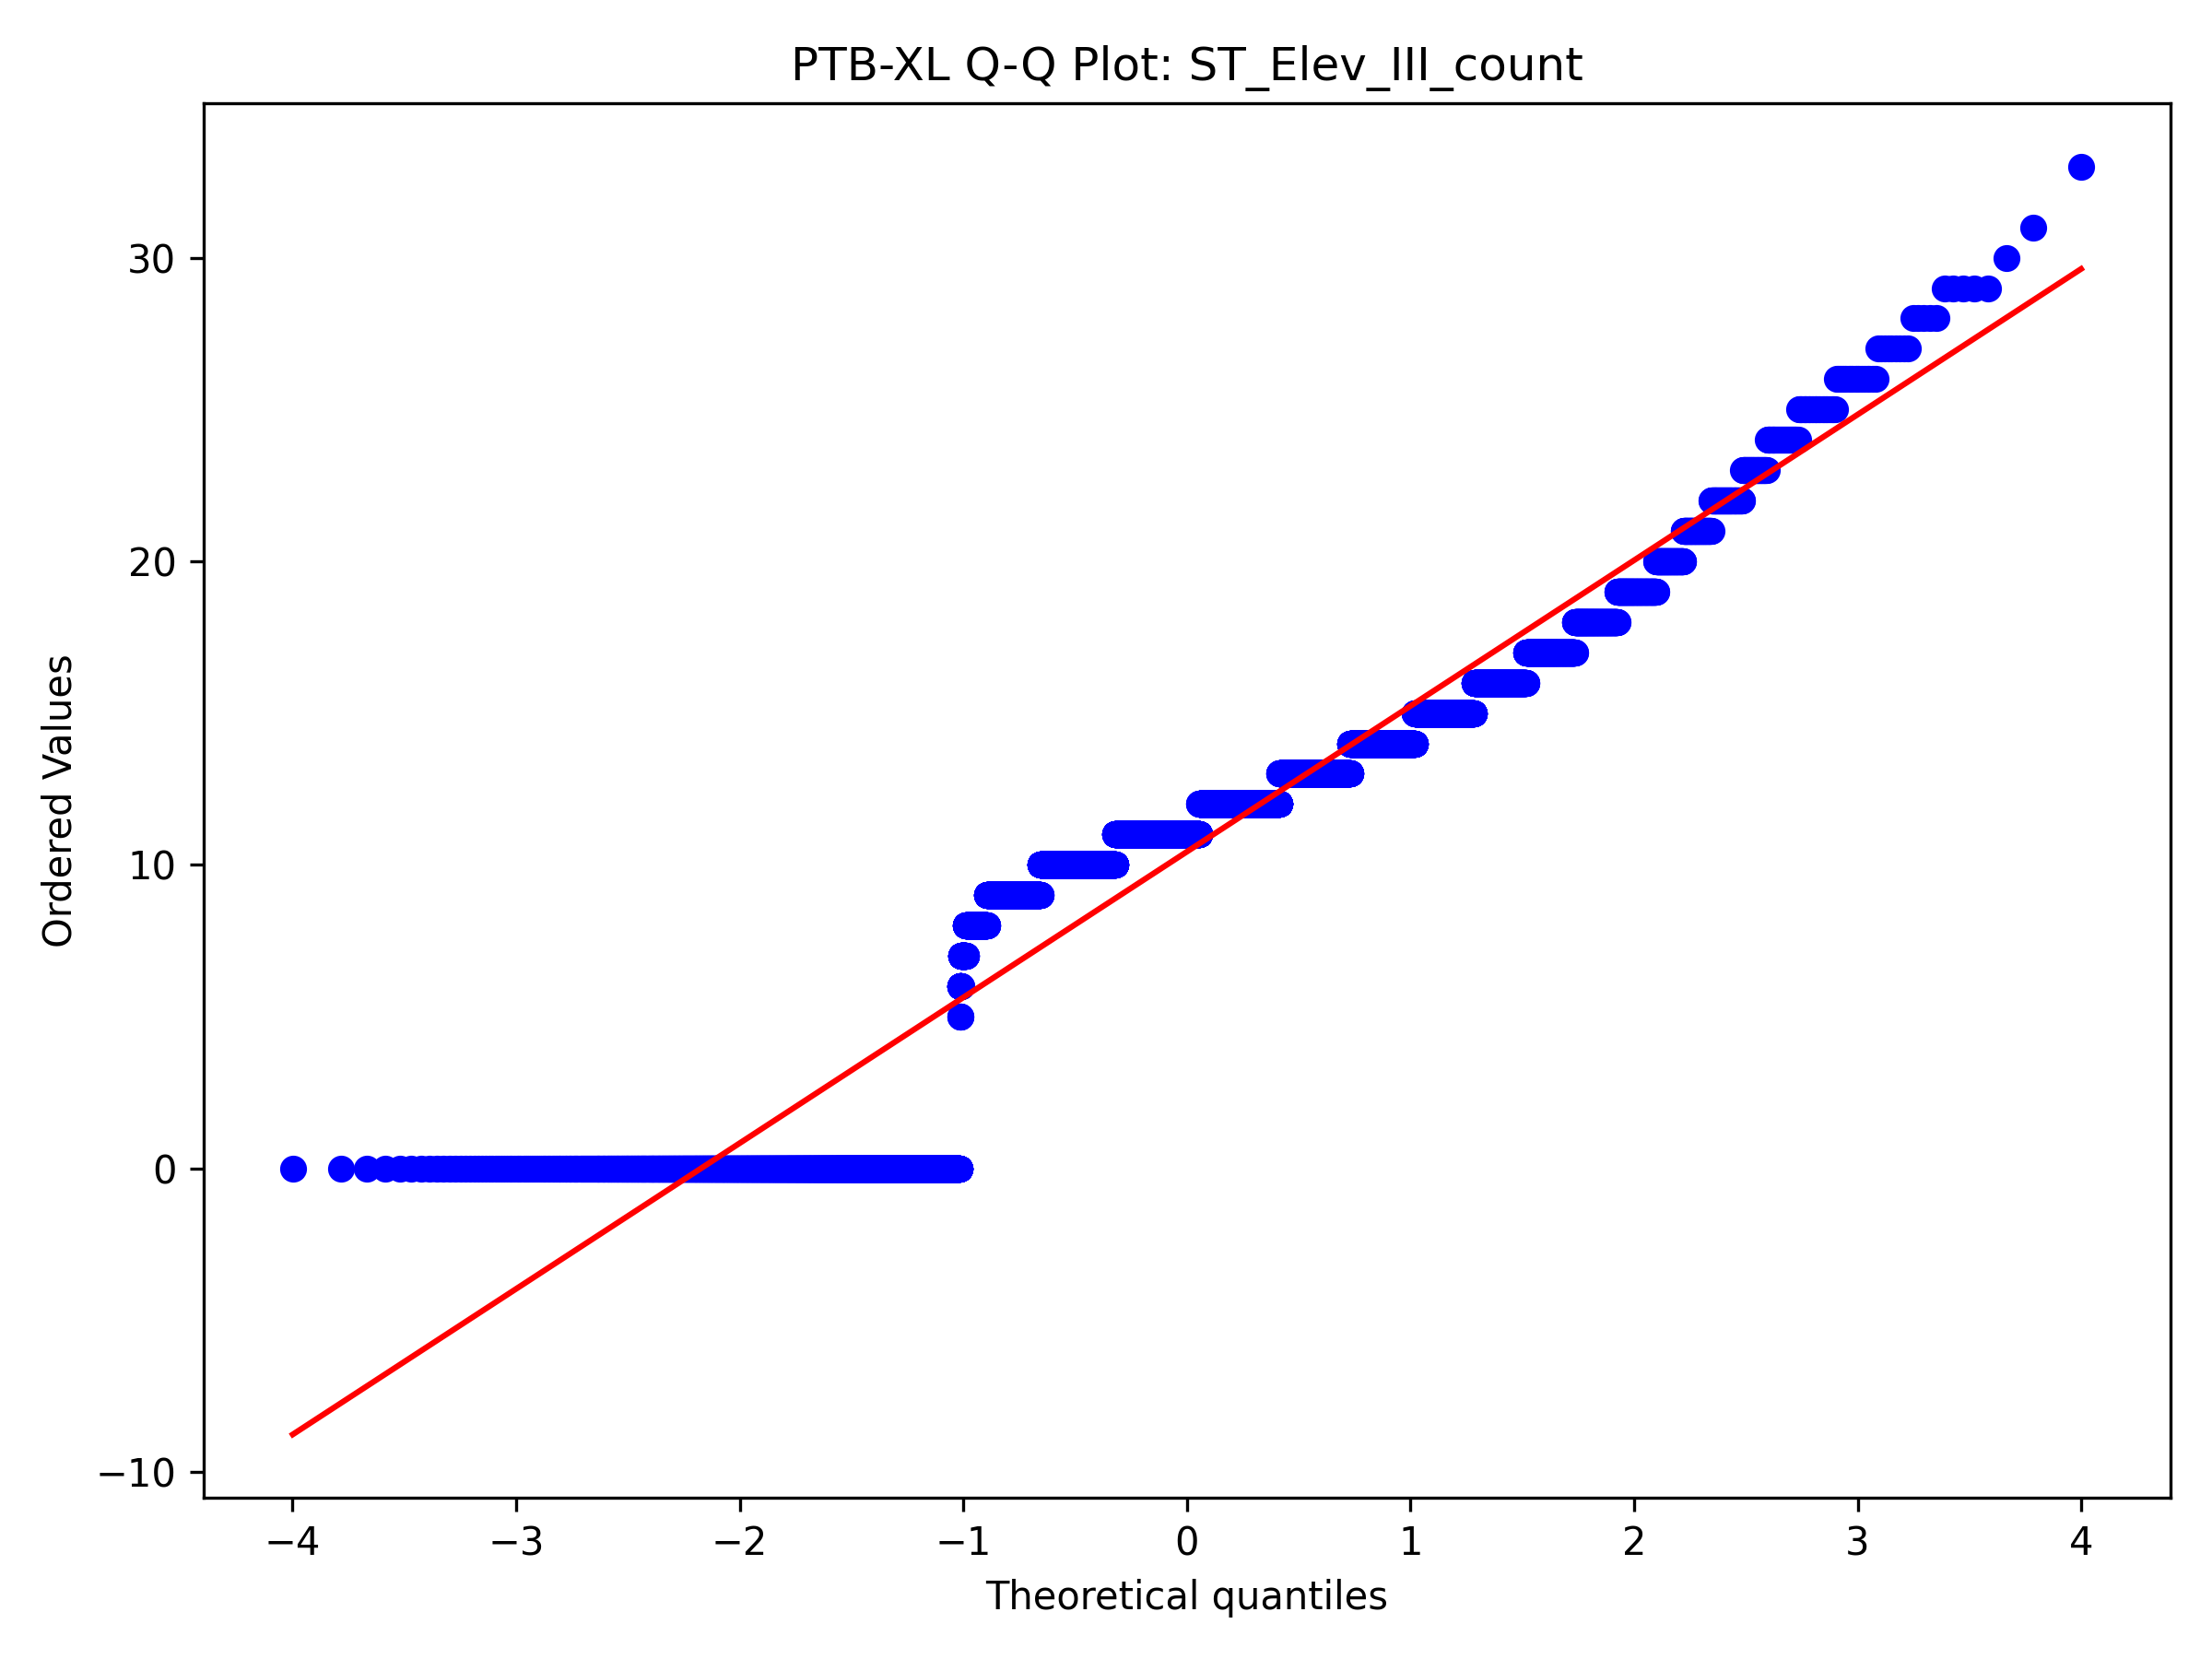 PTB-XL Q-Q Plot: ST_Elev_III_count
Ordered Values
30
20
10
0
−10
−4 −3 −2 −1 0 1 2 3 4
Theoretical quantiles